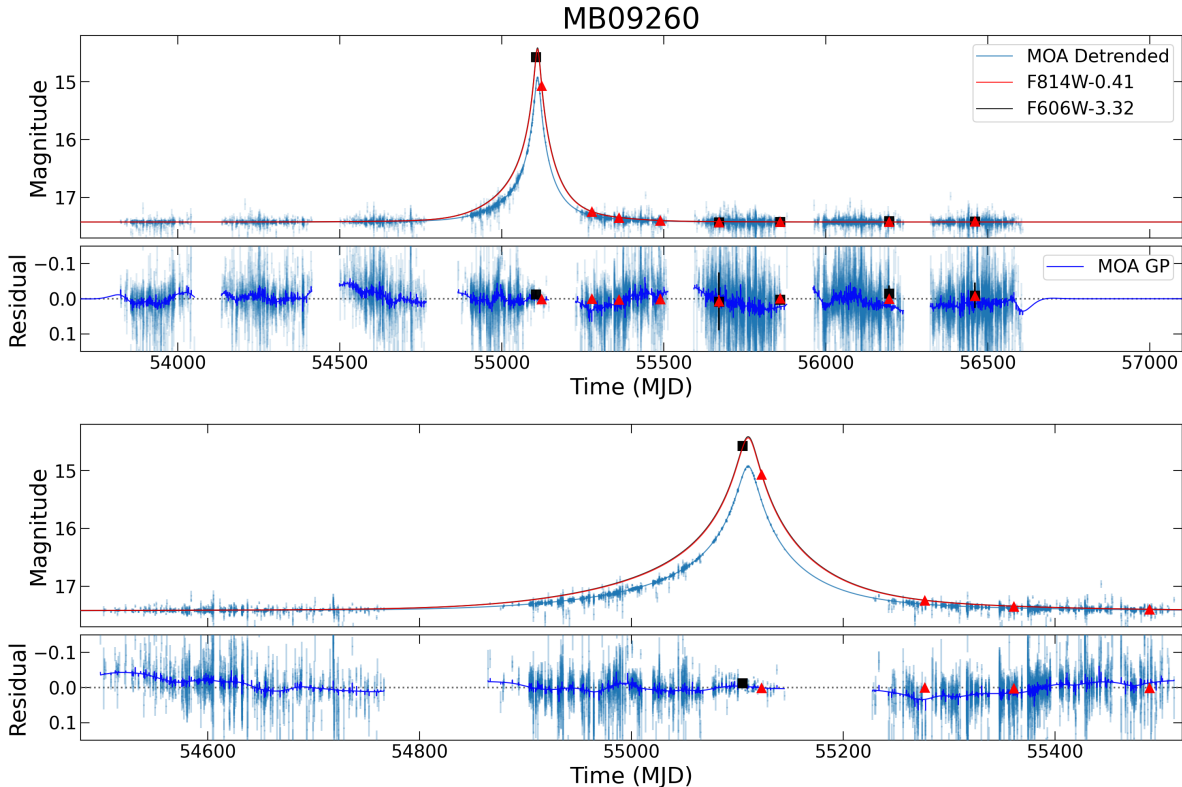 MB09260
Magnitude
15
16
17
MOA Detrended
F814W-0.41
F606W-3.32
Residual
−0.1
0.0
0.1
MOA GP
54000 54500 55000 55500 56000 56500 57000
Time (MJD)
Magnitude
15
16
17
Residual
−0.1
0.0
0.1
54600 54800 55000 55200 55400
Time (MJD)